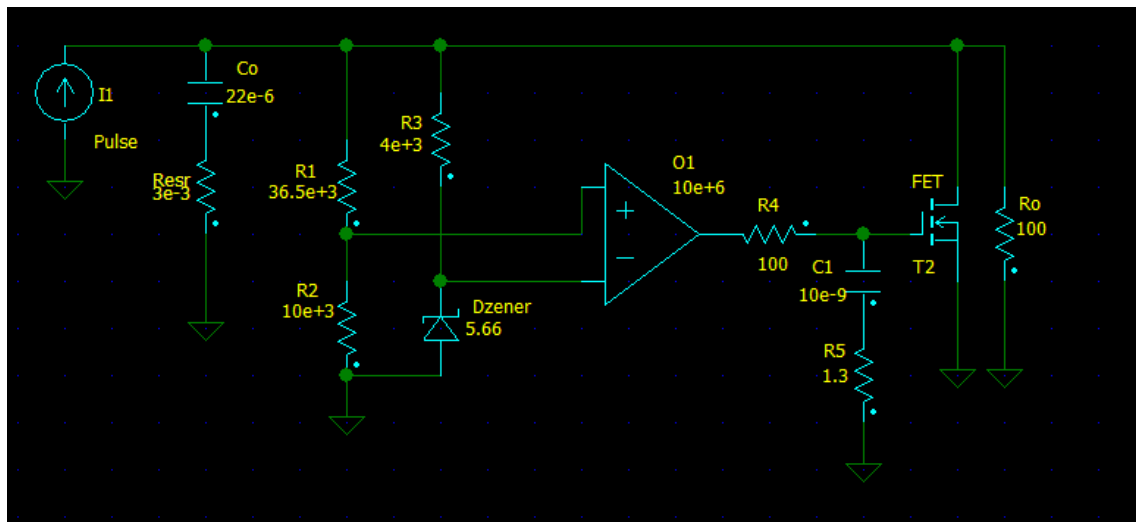 I1
Pulse
Co
22e-6
Resr
3e-3
R1
36.5e+3
R2
10e+3
R3
4e+3
Dzener
5.66
O1
10e+6
R4
100
C1
10e-9
R5
1.3
FET
T2
Ro
100